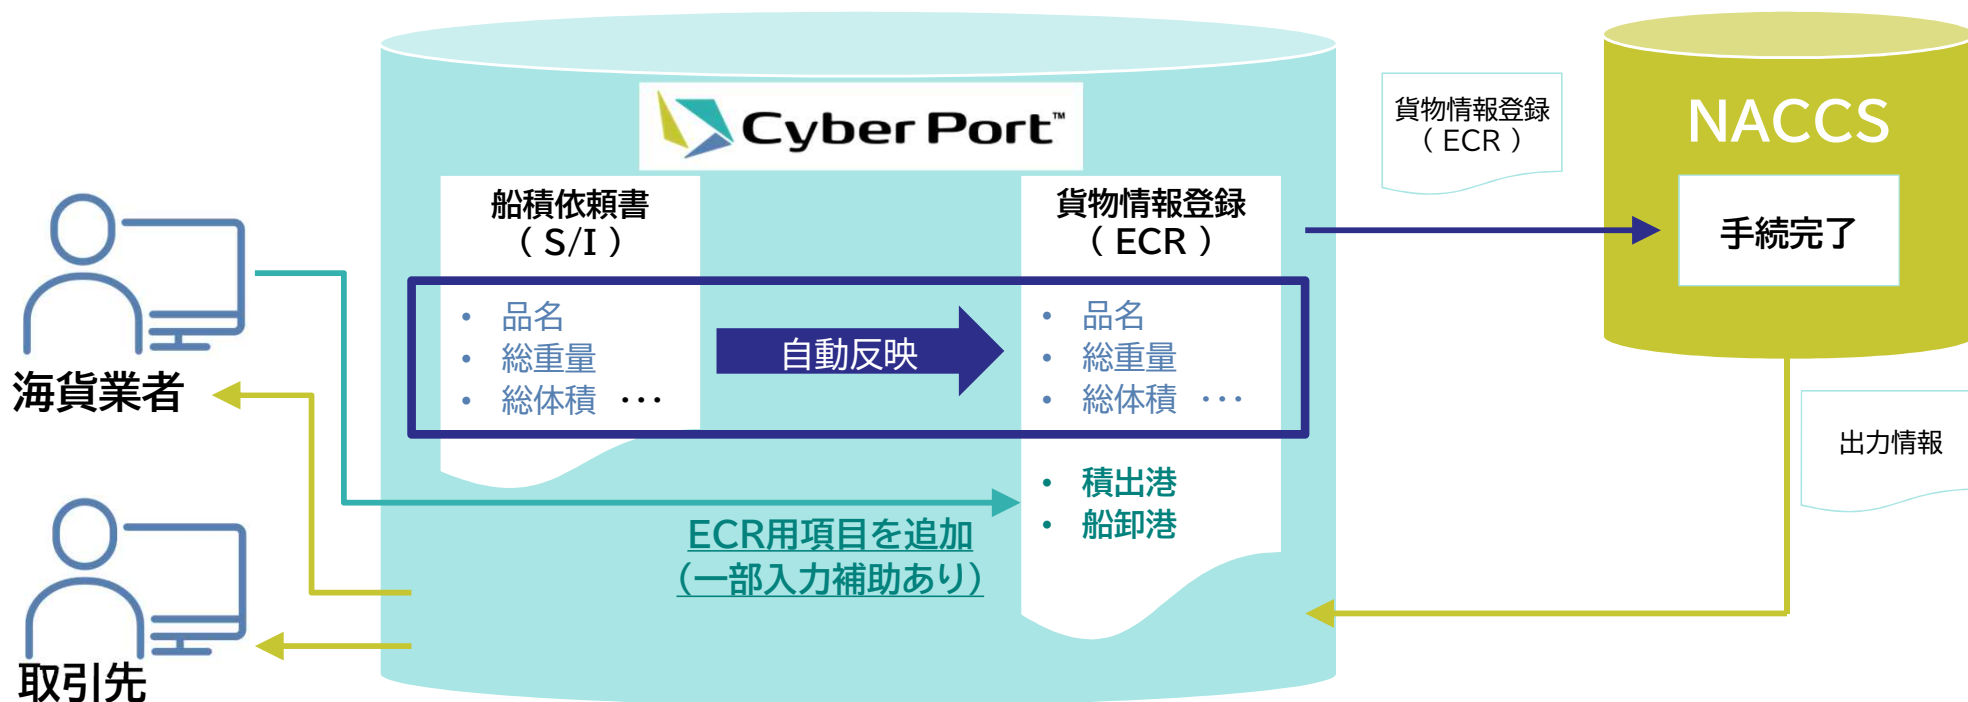 Cyber Port™
船積依頼書
( S/I )
• 品名
• 総重量
• 総体積 ･･･
自動反映
貨物情報登録
( ECR )
• 品名
• 総重量
• 総体積 ･･･
• 積出港
• 船卸港
ECR用項目を追加
(一部入力補助あり)
海貨業者
取引先
貨物情報登録
( ECR )
NACCS
手続完了
出力情報